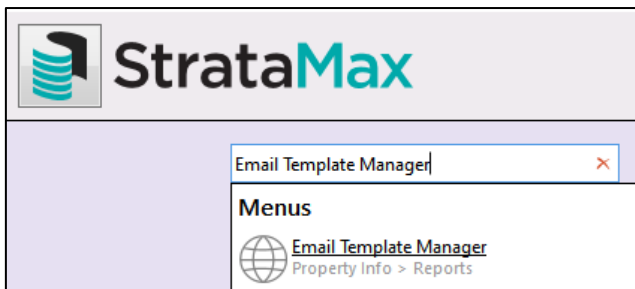 StrataMax
Email Template Manager
Menus
Email Template Manager
Property Info > Reports